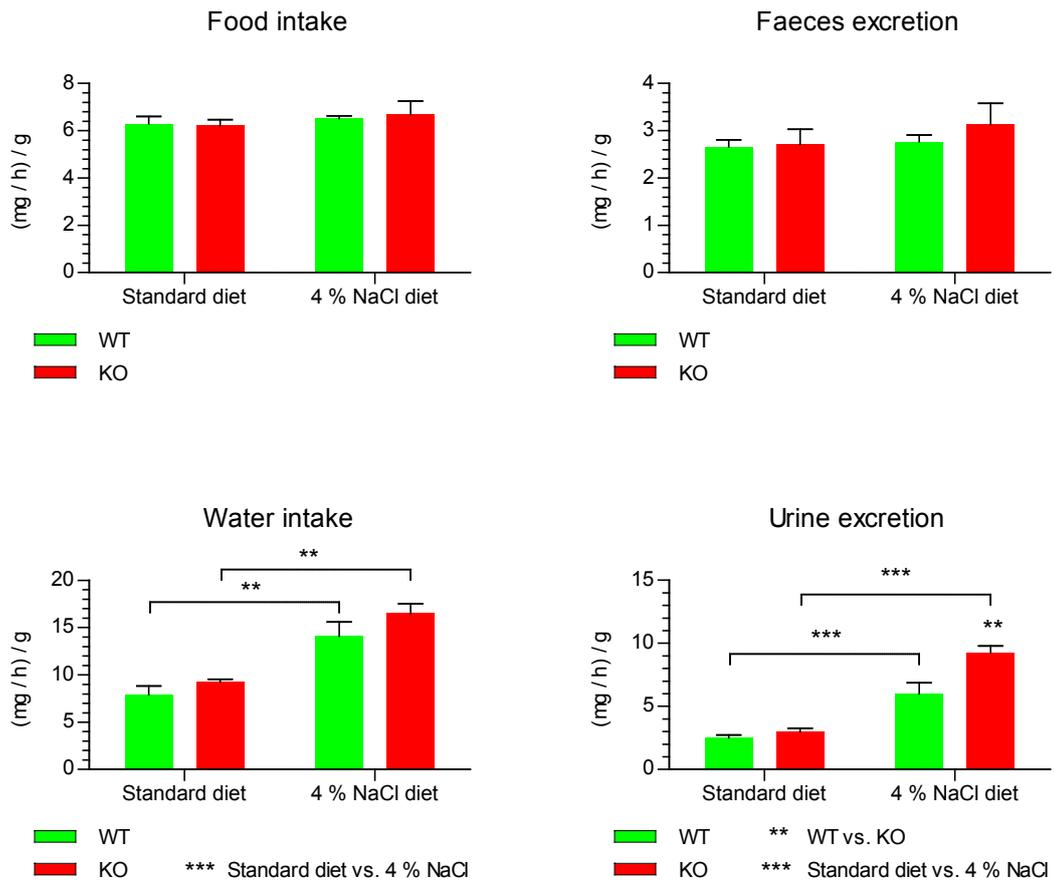 Food intake
(mg / h) / g
8
6
4
2
0
Standard diet
4 % NaCl diet
WT
KO
Faeces excretion
(mg / h) / g
4
3
2
1
0
Standard diet
4 % NaCl diet
WT
KO
Water intake
(mg / h) / g
20
15
10
5
0
**
**
Standard diet
4 % NaCl diet
WT
KO
*** Standard diet vs. 4 % NaCl
Urine excretion
(mg / h) / g
15
10
5
0
***
**
***
Standard diet
4 % NaCl diet
WT
** WT vs. KO
KO
*** Standard diet vs. 4 % NaCl